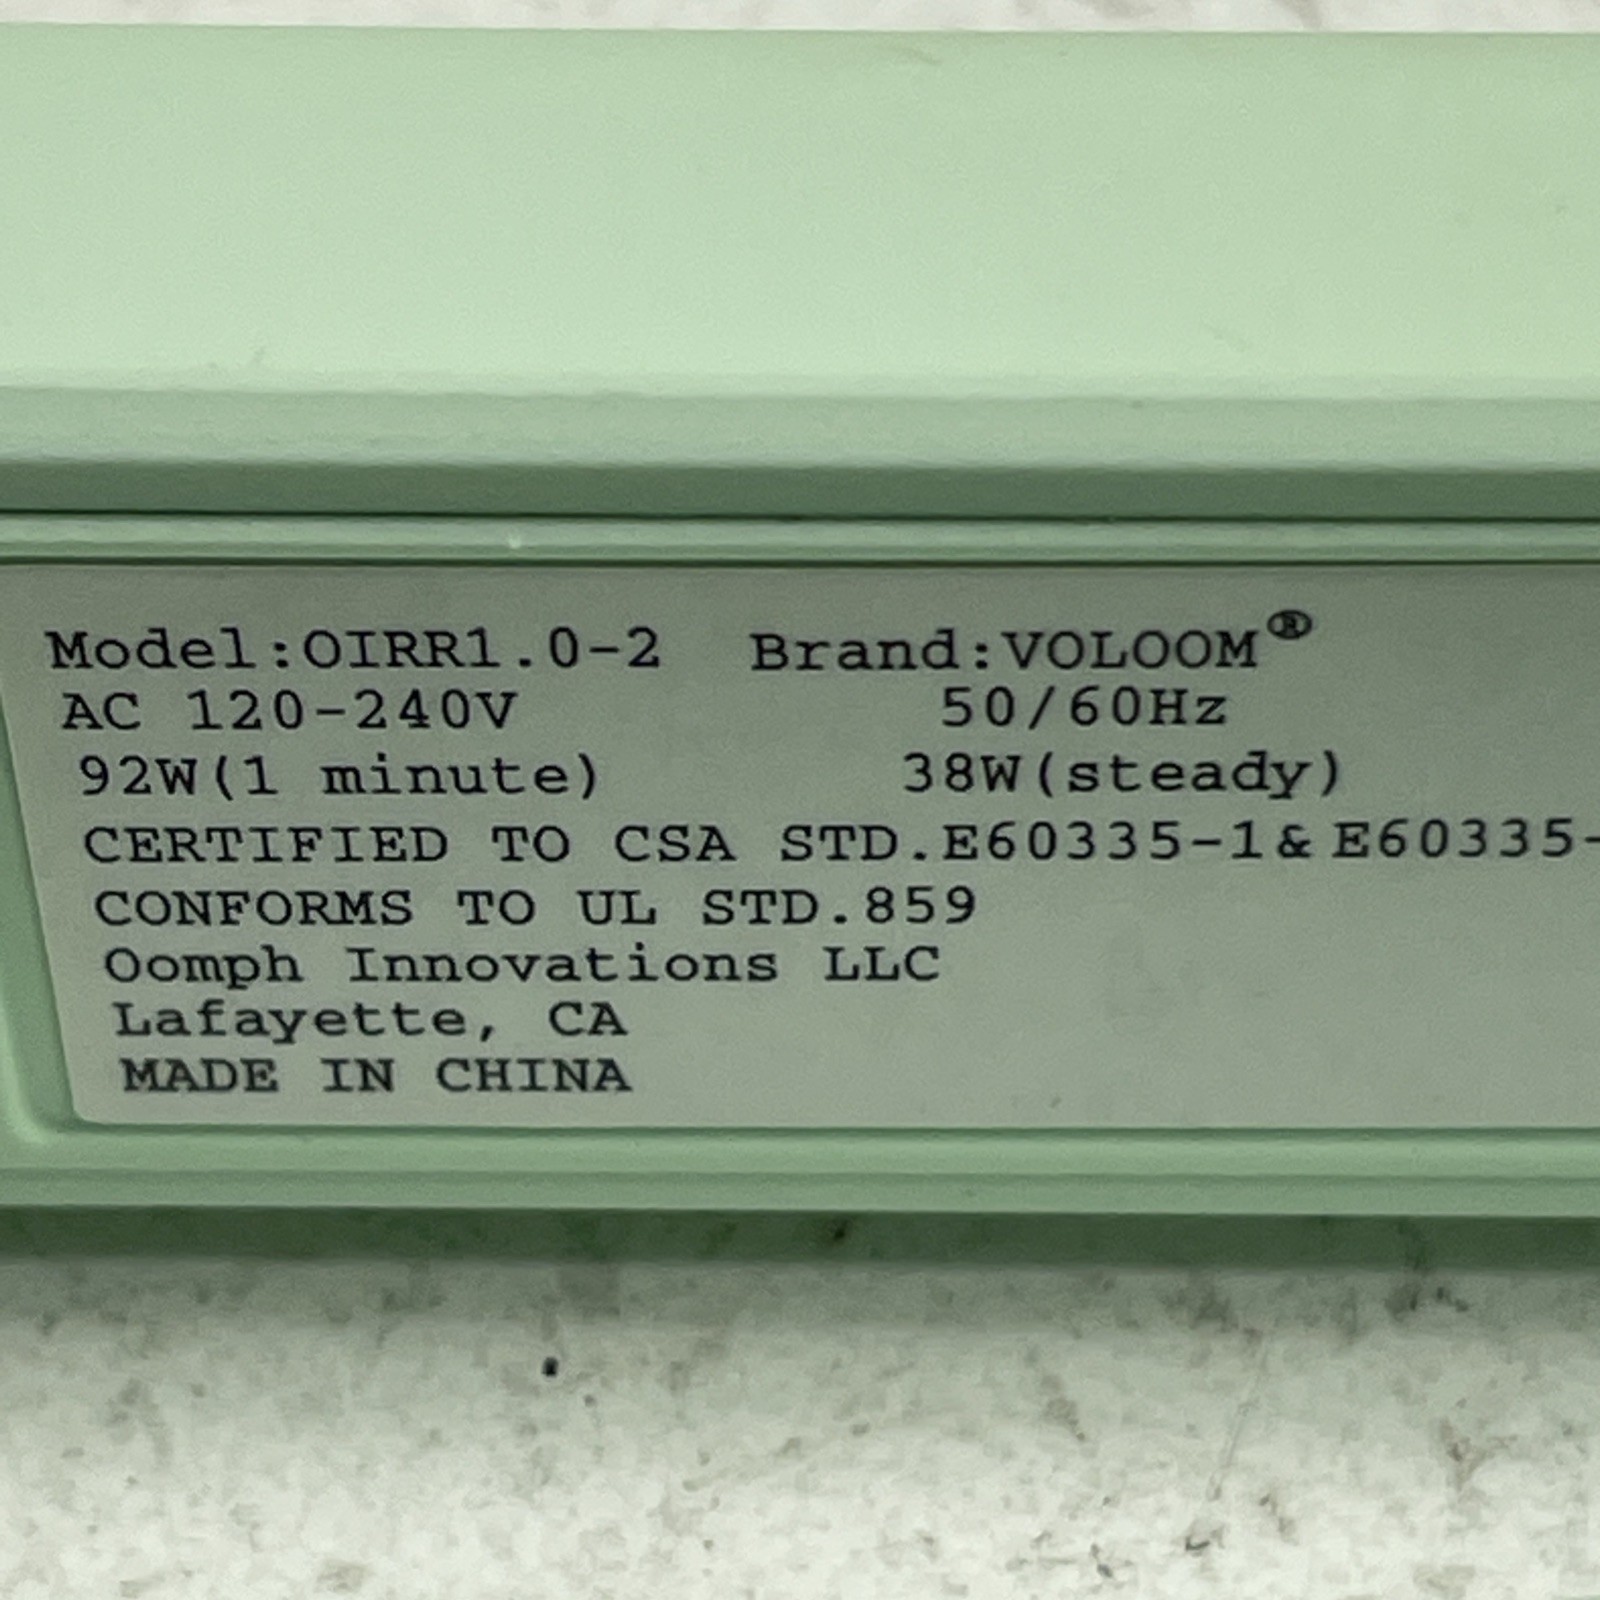 Model:OIRR1.0-2 Brand:VOLOOM®
AC 120-240V 50/60Hz
92W(1 minute) 38W(steady)
CERTIFIED TO CSA STD.E60335-1& E60335-
CONFORMS TO UL STD.859
Oomph Innovations LLC
Lafayette, CA
MADE IN CHINA